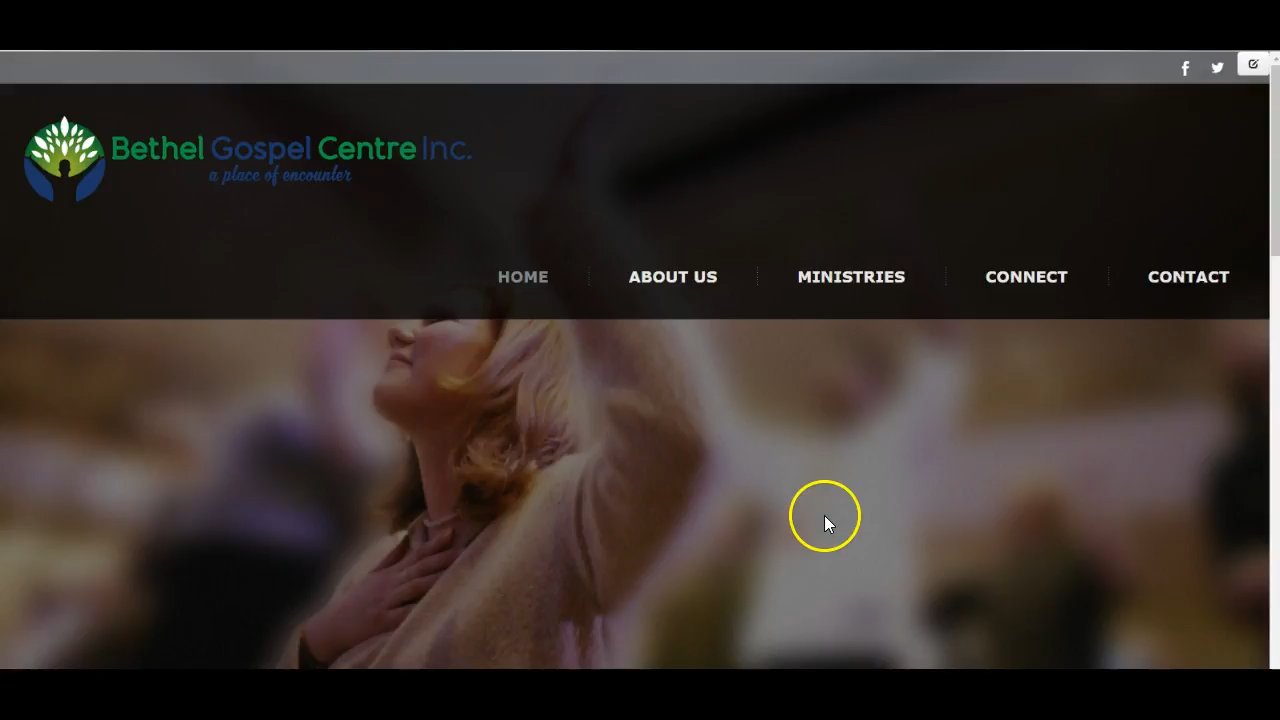 Bethel Gospel Centre Inc.
a place of encounter
HOME ABOUT US MINISTRIES CONNECT CONTACT